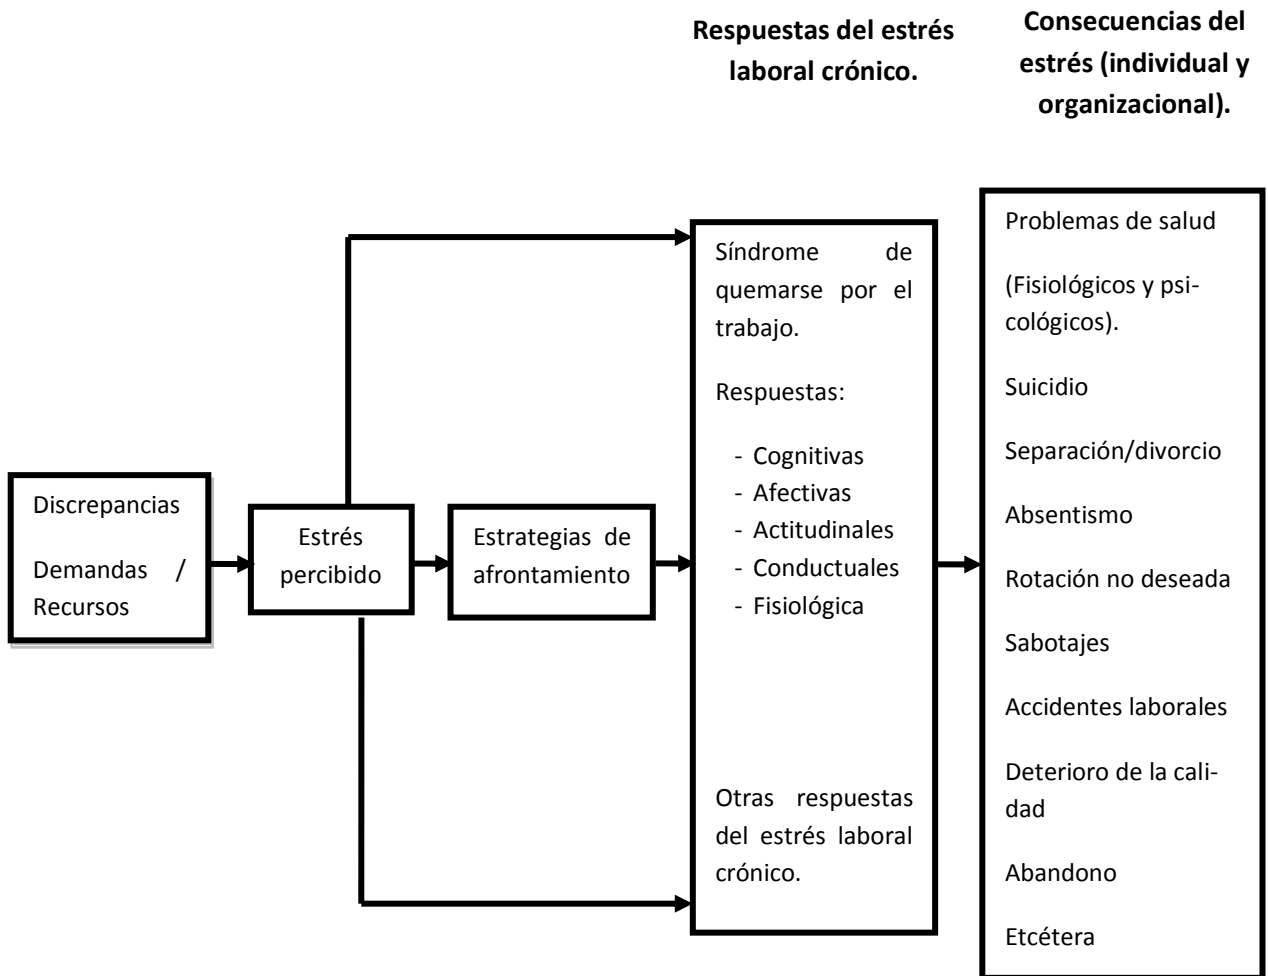 Respuestas del estrés
laboral crónico.
Consecuencias del
estrés (individual y
organizacional).
Discrepancias
Demandas /
Recursos
Estrés
percibido
Estrategias de
afrontamiento
Síndrome de
quemarse por el
trabajo.
Respuestas:
- Cognitivas
- Afectivas
- Actitudinales
- Conductuales
- Fisiológica
Otras respuestas
del estrés laboral
crónico.
Problemas de salud
(Fisiológicos y psi-
cológicos).
Suicidio
Separación/divorcio
Absentismo
Rotación no deseada
Sabotajes
Accidentes laborales
Deterioro de la cali-
dad
Abandono
Etcétera